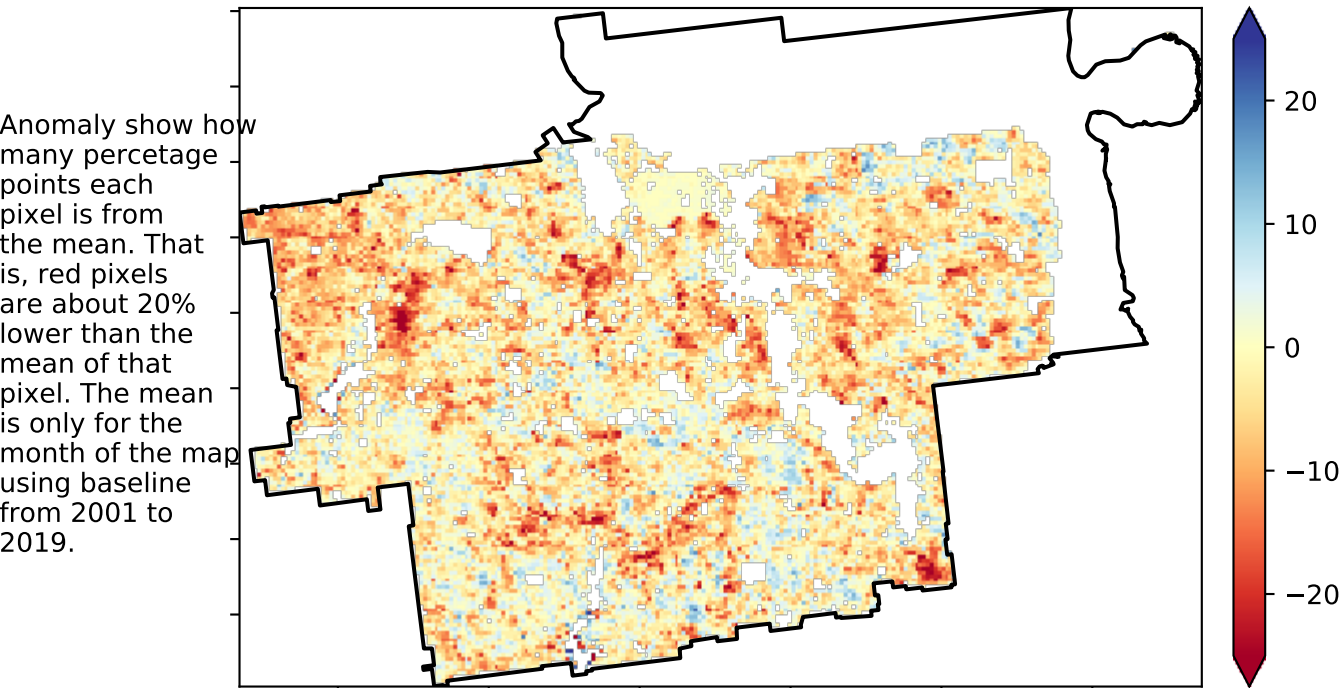 Anomaly show how
many percetage
points each
pixel is from
the mean. That
is, red pixels
are about 20%
lower than the
mean of that
pixel. The mean
is only for the
month of the map
using baseline
from 2001 to
2019.
20
10
0
−10
−20